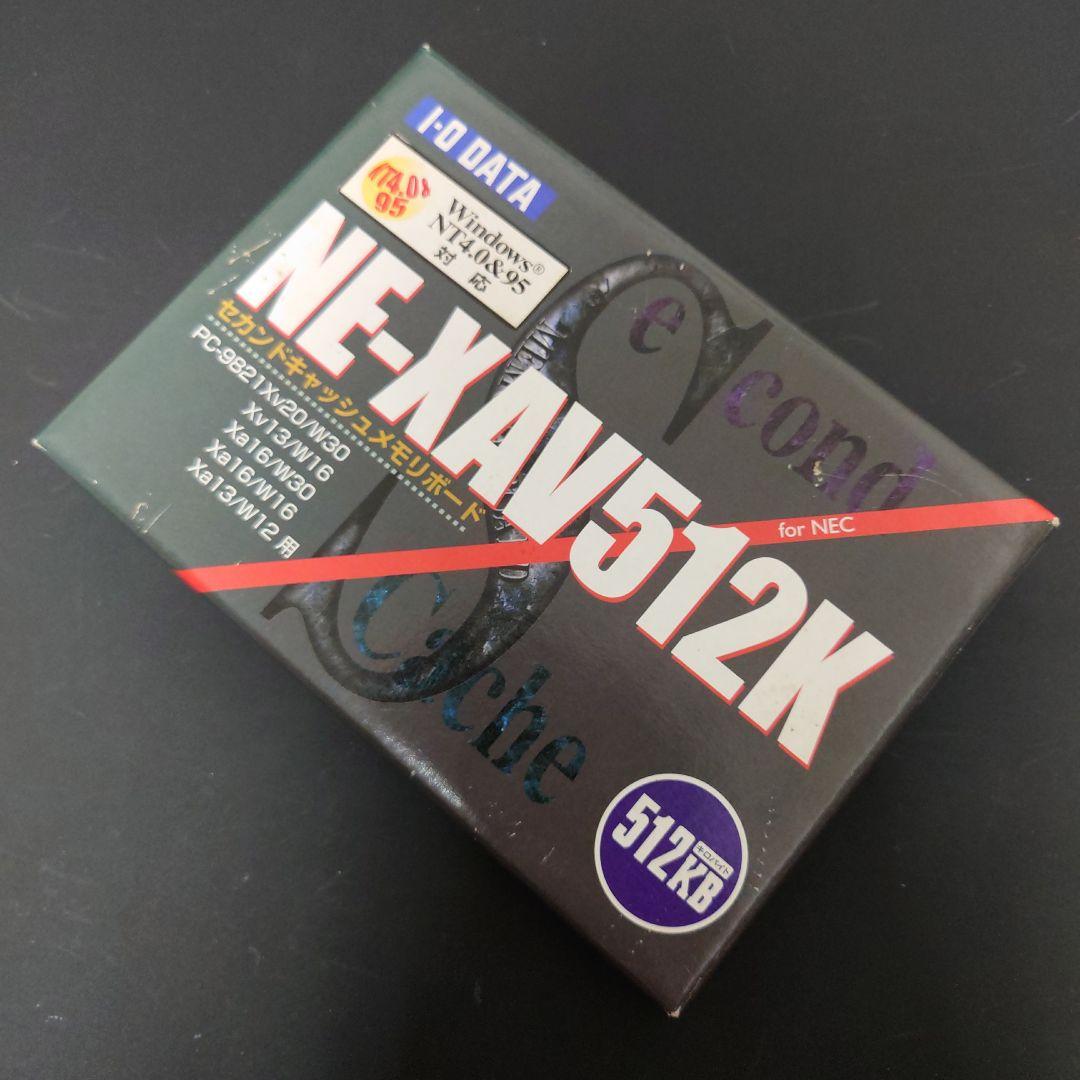 I-O DATA
NT4.0&
95
Windows®
NT4.0&95
対応
NE-XAV512K
セカンドキャッシュメモリボード
PC-9821Xv20/W30
Xv13/W16
Xa16/W30
Xa16/W16
Xa13/W12用
Second
Cache
for NEC
512KB
キロバイト